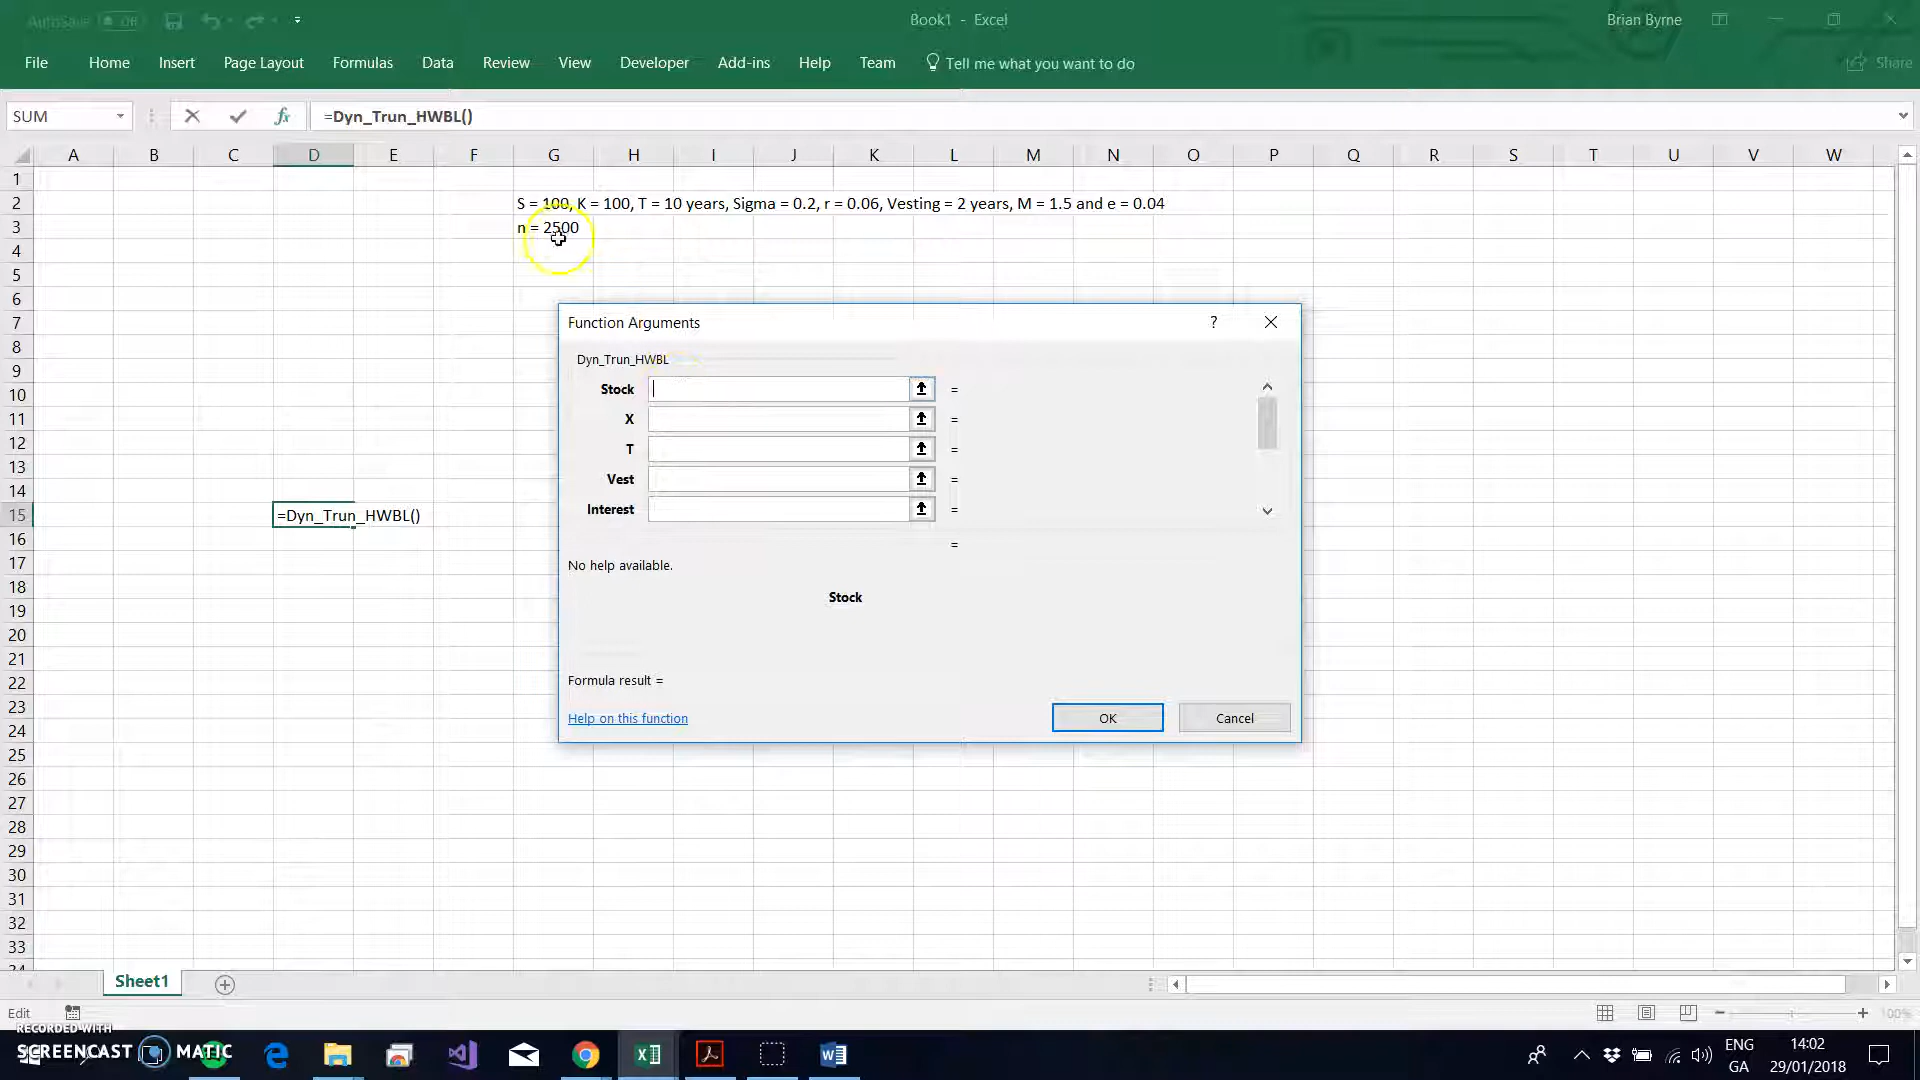 AutoSave Off
Book1 - Excel
Brian Byrne
File Home Insert Page Layout Formulas Data Review View Developer Add-ins Help Team Tell me what you want to do Share
SUM fx =Dyn_Trun_HWBL()
A B C D E F G H I J K L M N O P Q R S T U V W
1
2 S = 100, K = 100, T = 10 years, Sigma = 0.2, r = 0.06, Vesting = 2 years, M = 1.5 and e = 0.04
3 n = 2500
4
5
6
7
8
9
10
11
12
13
14
15 =Dyn_Trun_HWBL()
16
17
18
19
20
21
22
23
24
25
26
27
28
29
30
31
32
33
34
Function Arguments ?
Dyn_Trun_HWBL
Stock =
X =
T =
Vest =
Interest =
=
No help available.
Stock
Formula result =
Help on this function
OK Cancel
Sheet1
Edit
100%
RECORDED WITH
SCREENCAST MATIC
ENG
GA
14:02
29/01/2018